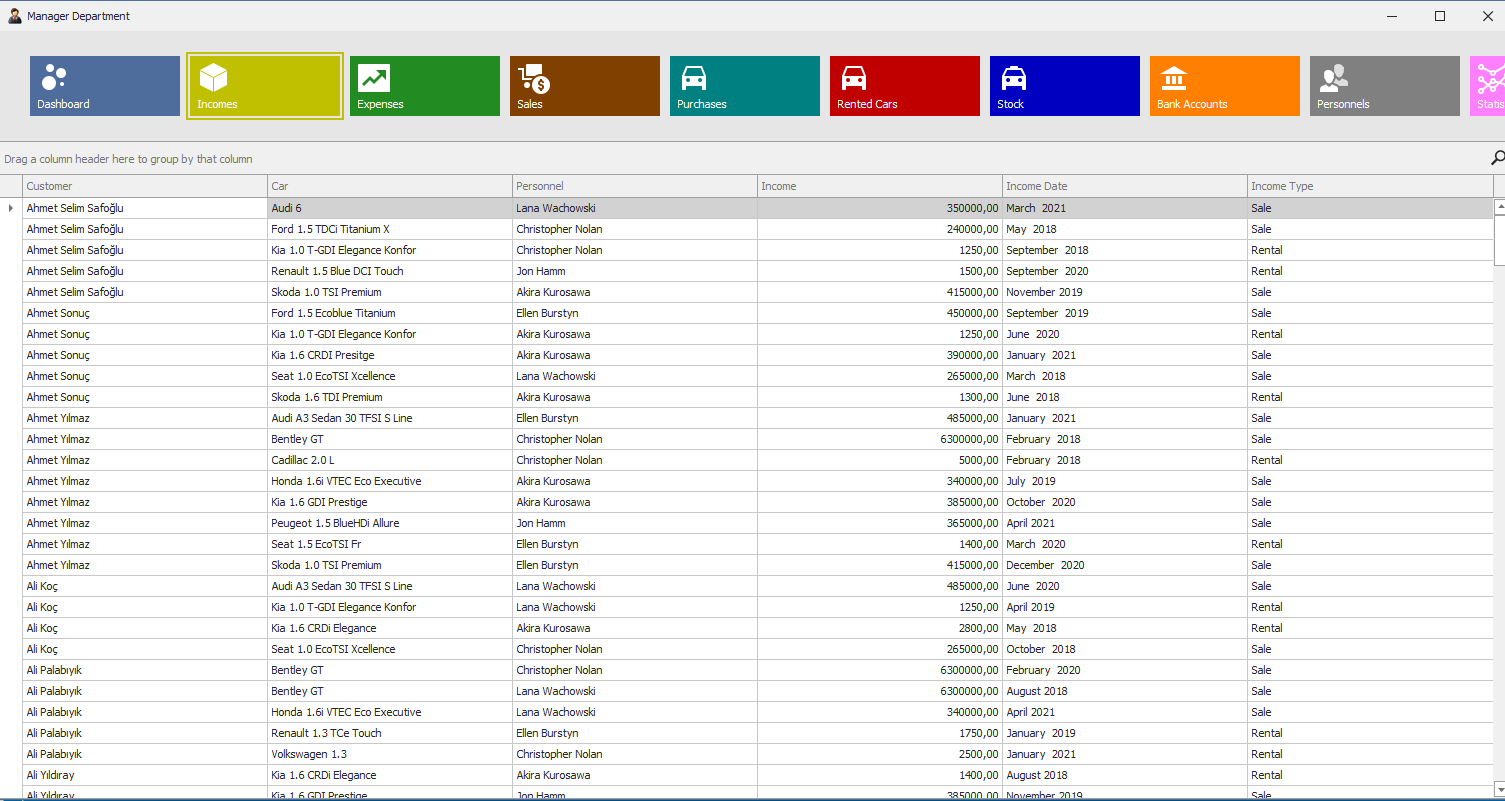 Manager Department
Dashboard Incomes Expenses Sales Purchases Rented Cars Stock Bank Accounts Personnels Statis
Drag a column header here to group by that column
Customer Car Personnel Income Income Date Income Type
Ahmet Selim Safoğlu Audi 6 Lana Wachowski 350000,00 March 2021 Sale
Ahmet Selim Safoğlu Ford 1.5 TDCi Titanium X Christopher Nolan 240000,00 May 2018 Sale
Ahmet Selim Safoğlu Kia 1.0 T-GDI Elegance Konfor Christopher Nolan 1250,00 September 2018 Rental
Ahmet Selim Safoğlu Renault 1.5 Blue DCI Touch Jon Hamm 1500,00 September 2020 Rental
Ahmet Selim Safoğlu Skoda 1.0 TSI Premium Akira Kurosawa 415000,00 November 2019 Sale
Ahmet Sonuç Ford 1.5 Ecoblue Titanium Ellen Burstyn 450000,00 September 2019 Sale
Ahmet Sonuç Kia 1.0 T-GDI Elegance Konfor Akira Kurosawa 1250,00 June 2020 Rental
Ahmet Sonuç Kia 1.6 CRDI Presitge Akira Kurosawa 390000,00 January 2021 Sale
Ahmet Sonuç Seat 1.0 EcoTSI Xcellence Lana Wachowski 265000,00 March 2018 Sale
Ahmet Sonuç Skoda 1.6 TDI Premium Akira Kurosawa 1300,00 June 2018 Rental
Ahmet Yılmaz Audi A3 Sedan 30 TFSI S Line Ellen Burstyn 485000,00 January 2021 Sale
Ahmet Yılmaz Bentley GT Christopher Nolan 6300000,00 February 2018 Sale
Ahmet Yılmaz Cadillac 2.0 L Christopher Nolan 5000,00 February 2018 Rental
Ahmet Yılmaz Honda 1.6i VTEC Eco Executive Akira Kurosawa 340000,00 July 2019 Sale
Ahmet Yılmaz Kia 1.6 GDI Prestige Akira Kurosawa 385000,00 October 2020 Sale
Ahmet Yılmaz Peugeot 1.5 BlueHDi Allure Jon Hamm 365000,00 April 2021 Sale
Ahmet Yılmaz Seat 1.5 EcoTSI Fr Ellen Burstyn 1400,00 March 2020 Rental
Ahmet Yılmaz Skoda 1.0 TSI Premium Ellen Burstyn 415000,00 December 2020 Sale
Ali Koç Audi A3 Sedan 30 TFSI S Line Lana Wachowski 485000,00 June 2020 Sale
Ali Koç Kia 1.0 T-GDI Elegance Konfor Lana Wachowski 1250,00 April 2019 Rental
Ali Koç Kia 1.6 CRDi Elegance Akira Kurosawa 2800,00 May 2018 Rental
Ali Koç Seat 1.0 EcoTSI Xcellence Christopher Nolan 265000,00 October 2018 Sale
Ali Palabıyık Bentley GT Christopher Nolan 6300000,00 February 2020 Sale
Ali Palabıyık Bentley GT Lana Wachowski 6300000,00 August 2018 Sale
Ali Palabıyık Honda 1.6i VTEC Eco Executive Lana Wachowski 340000,00 April 2021 Sale
Ali Palabıyık Renault 1.3 TCe Touch Ellen Burstyn 1750,00 January 2019 Rental
Ali Palabıyık Volkswagen 1.3 Christopher Nolan 2500,00 January 2021 Rental
Ali Yıldıray Kia 1.6 CRDi Elegance Akira Kurosawa 1400,00 August 2018 Rental
Ali Yıldıray Kia 1.6 GDI Prestige Jon Hamm 385000,00 November 2019 Sale